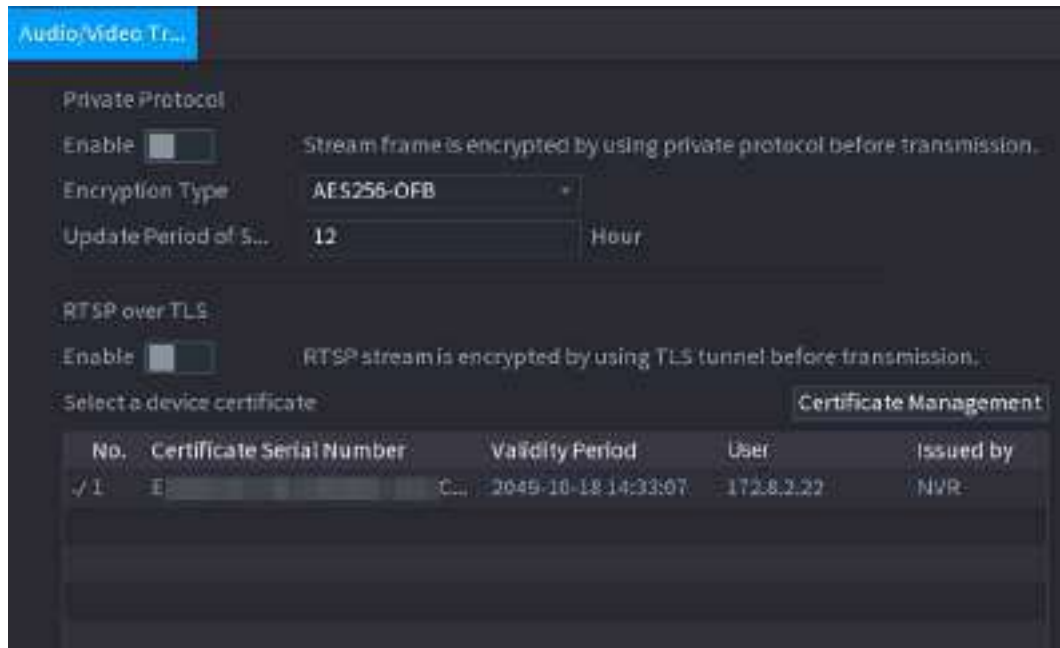 Audio/Video Tr...
Private Protocol
Enable Stream frame is encrypted by using private protocol before transmission.
Encryption Type AES256-OFB
Update Period of S... 12 Hour
RTSP over TLS
Enable RTSP stream is encrypted by using TLS tunnel before transmission.
Select a device certificate Certificate Management
No. Certificate Serial Number Validity Period User Issued by
1 E C... 2049-10-18 14:33:07 172.8.2.22 NVR